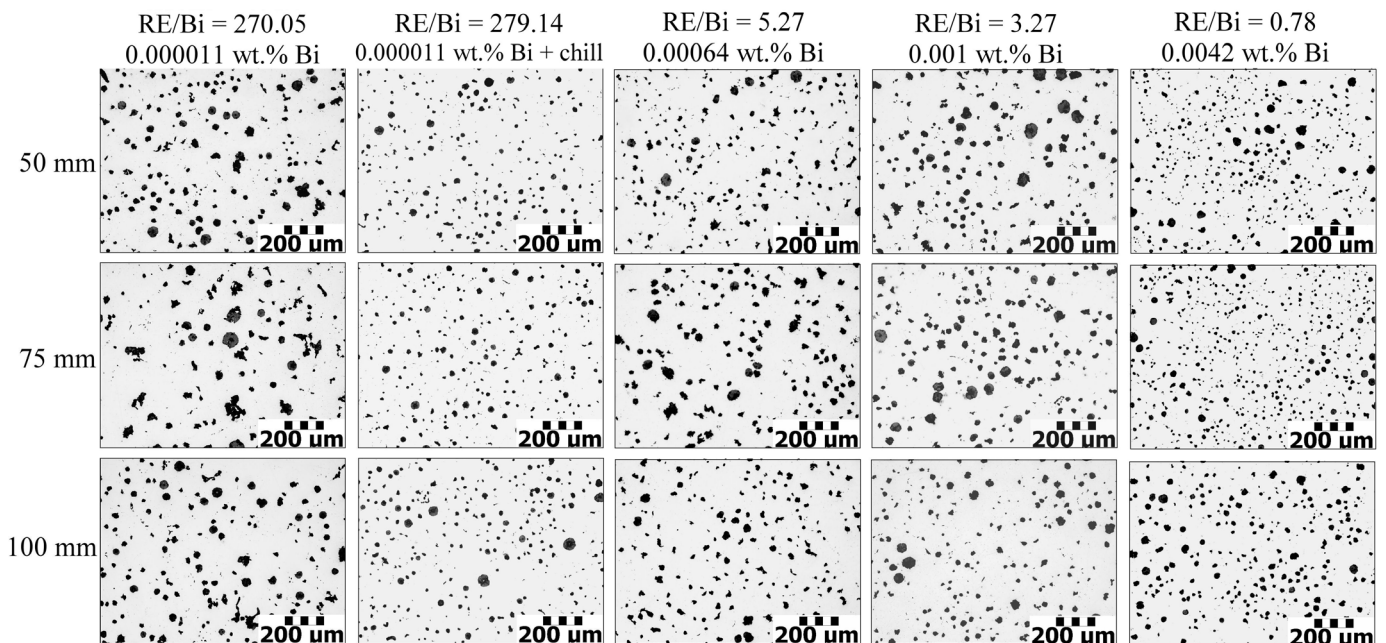 RE/Bi = 270.05
0.000011 wt.% Bi
RE/Bi = 279.14
0.000011 wt.% Bi + chill
RE/Bi = 5.27
0.00064 wt.% Bi
RE/Bi = 3.27
0.001 wt.% Bi
RE/Bi = 0.78
0.0042 wt.% Bi
50 mm
200 um
200 um
200 um
200 um
200 um
75 mm
200 um
200 um
200 um
200 um
200 um
100 mm
200 um
200 um
200 um
200 um
200 um